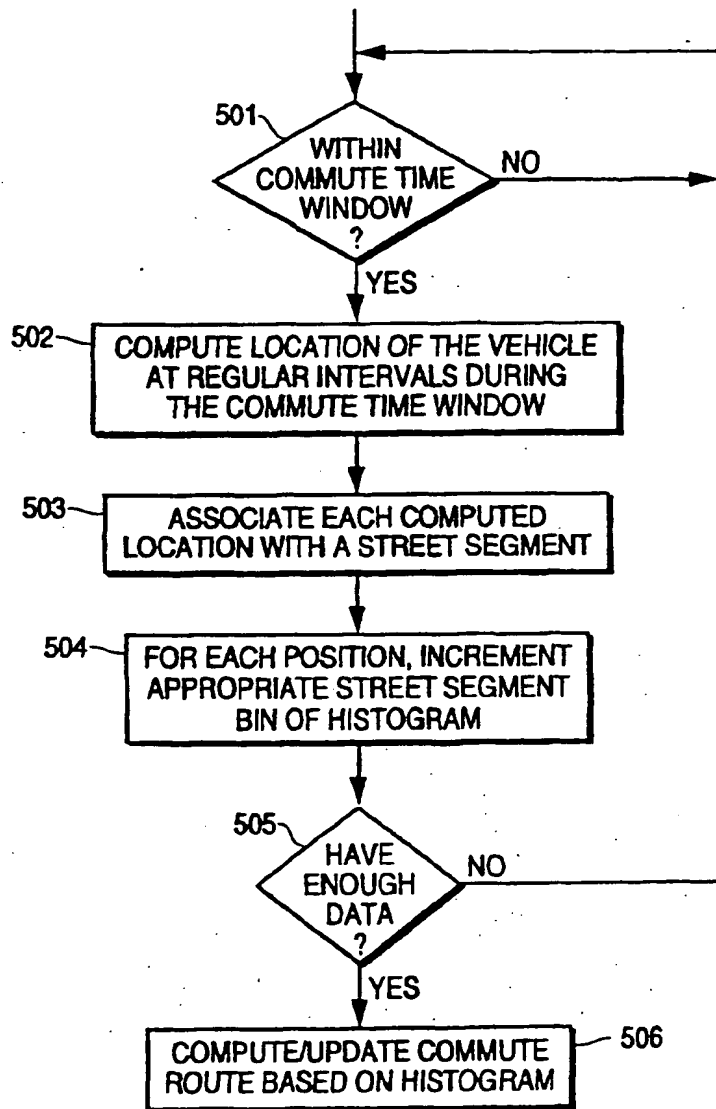 501
WITHIN
COMMUTE TIME
WINDOW
?
NO
YES
502
COMPUTE LOCATION OF THE VEHICLE
AT REGULAR INTERVALS DURING
THE COMMUTE TIME WINDOW
503
ASSOCIATE EACH COMPUTED
LOCATION WITH A STREET SEGMENT
504
FOR EACH POSITION, INCREMENT
APPROPRIATE STREET SEGMENT
BIN OF HISTOGRAM
505
HAVE
ENOUGH
DATA
?
NO
YES
COMPUTE/UPDATE COMMUTE
ROUTE BASED ON HISTOGRAM
506